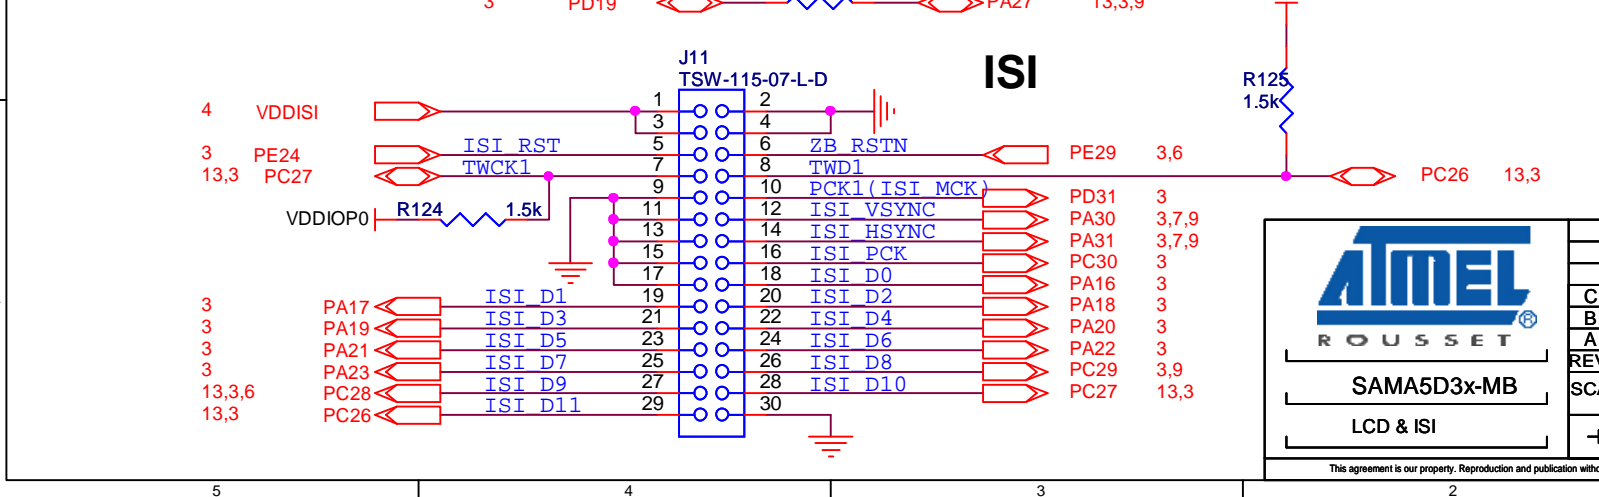 3 PD19 PA27 13,3,9
J11
TSW-115-07-L-D
ISI
R125
1.5k
4 VDDISI 1 2
3 4
3 PE24 ISI_RST 5 6 ZB_RSTN PE29 3,6
13,3 PC27 TWCK1 7 8 TWD1 PC26 13,3
9 10 PCK1(ISI_MCK) PD31 3
VDDIOP0 R124 1.5k 11 12 ISI_VSYNC PA30 3,7,9
13 14 ISI_HSYNC PA31 3,7,9
15 16 ISI_PCK PC30 3
17 18 ISI_D0 PA16 3
3 PA17 ISI_D1 19 20 ISI_D2 PA18 3
3 PA19 ISI_D3 21 22 ISI_D4 PA20 3
3 PA21 ISI_D5 23 24 ISI_D6 PA22 3
3 PA23 ISI_D7 25 26 ISI_D8 PC29 3,9
13,3,6 PC28 ISI_D9 27 28 ISI_D10 PC27 13,3
13,3 PC26 ISI_D11 29 30
ATMEL®
ROUSSET
SAMA5D3x-MB
LCD & ISI
C
B
A
REV
This agreement is our property. Reproduction and publication
5 4 3 2